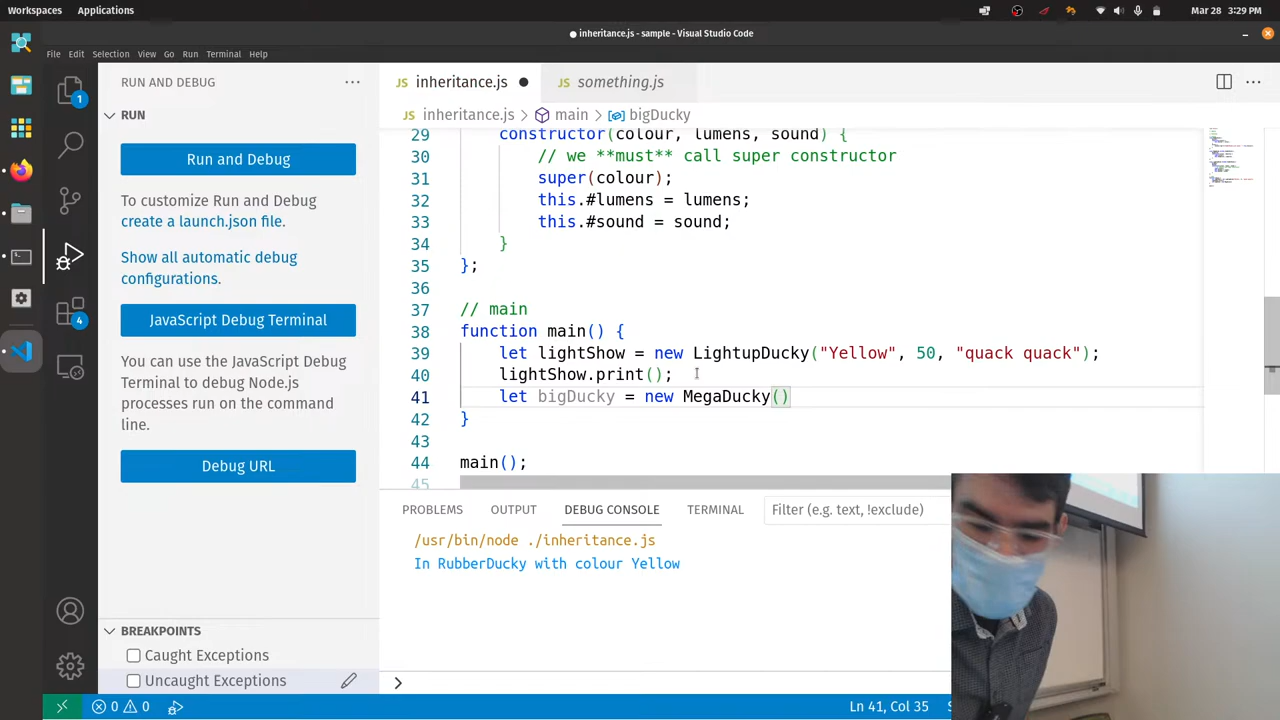 Workspaces Applications Mar 28 3:29 PM
inheritance.js - sample - Visual Studio Code
File Edit Selection View Go Run Terminal Help
RUN AND DEBUG
JS inheritance.js
JS something.js
JS inheritance.js > main > bigDucky
RUN
Run and Debug
To customize Run and Debug
create a launch.json file.
Show all automatic debug
configurations.
JavaScript Debug Terminal
You can use the JavaScript Debug
Terminal to debug Node.js
processes run on the command
line.
Debug URL
BREAKPOINTS
Caught Exceptions
Uncaught Exceptions
1
4
29 constructor(colour, lumens, sound) {
30 // we **must** call super constructor
31 super(colour);
32 this.#lumens = lumens;
33 this.#sound = sound;
34 }
35 };
36
37 // main
38 function main() {
39 let lightShow = new LightupDucky("Yellow", 50, "quack quack");
40 lightShow.print();
41 let bigDucky = new MegaDucky()
42 }
43
44 main();
45
PROBLEMS OUTPUT DEBUG CONSOLE TERMINAL Filter (e.g. text, !exclude)
/usr/bin/node ./inheritance.js
In RubberDucky with colour Yellow
0 0 Ln 41, Col 35